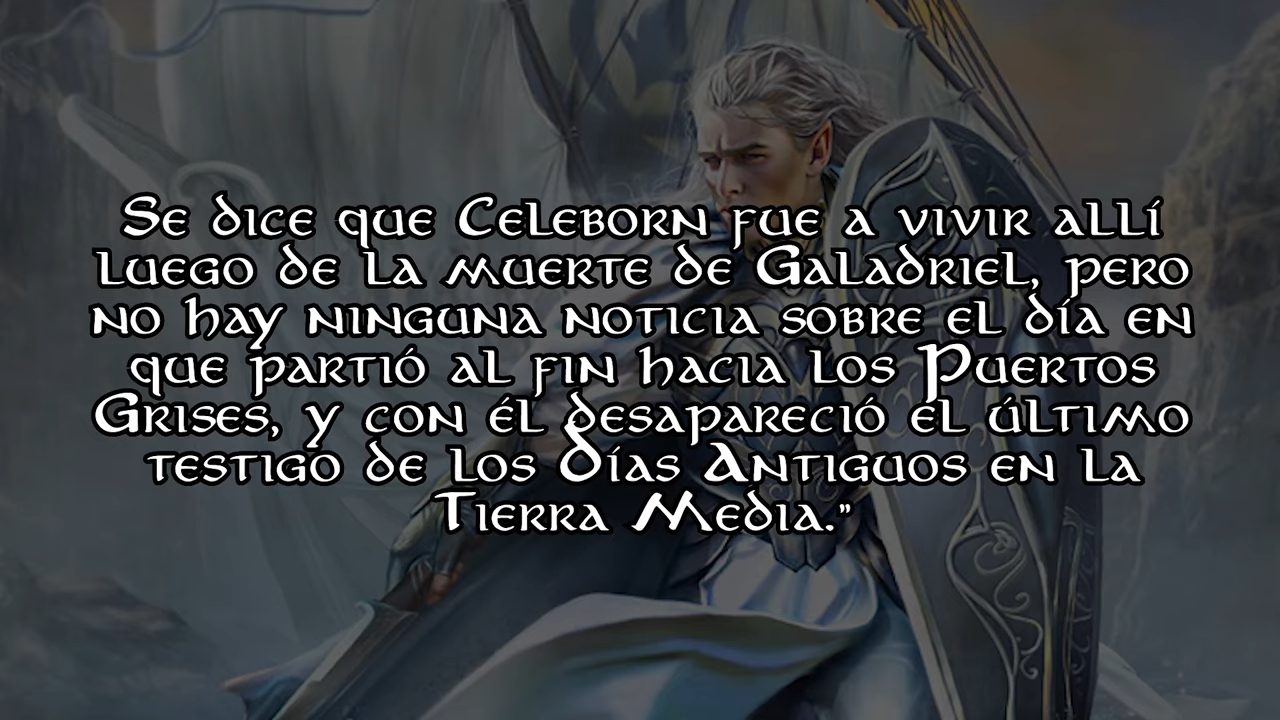 Se dice que Celeborn fue a vivir allí
luego de la muerte de Galadriel, pero
no hay ninguna noticia sobre el día en
que partió al fin hacia los Puertos
Grises, y con él desapareció el último
testigo de los Días Antiguos en la
Tierra Media.”